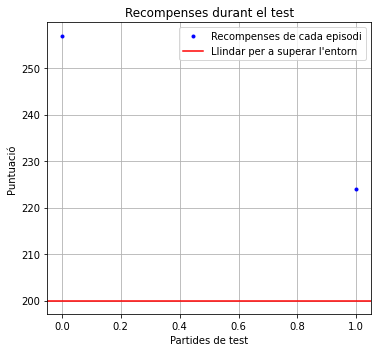 Recompenses durant el test
Recompenses de cada episodi
Llindar per a superar l'entorn
Puntuació
250
240
230
220
210
200
0.0 0.2 0.4 0.6 0.8 1.0
Partides de test